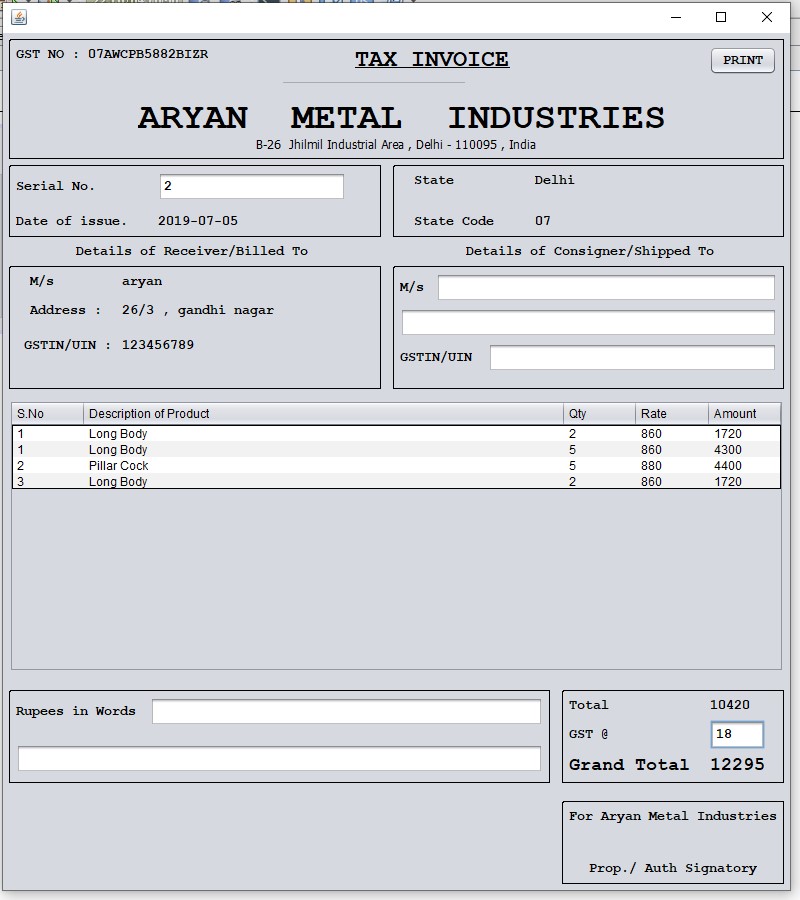 GST NO : 07AWCPB5882BIZR
TAX INVOICE
PRINT
ARYAN METAL INDUSTRIES
B-26 Jhilmil Industrial Area , Delhi - 110095 , India
Serial No. 2
Date of issue. 2019-07-05
State Delhi
State Code 07
Details of Receiver/Billed To
Details of Consigner/Shipped To
M/s aryan
Address : 26/3 , gandhi nagar
GSTIN/UIN : 123456789
M/s
GSTIN/UIN
S.No Description of Product Qty Rate Amount
1 Long Body 2 860 1720
1 Long Body 5 860 4300
2 Pillar Cock 5 880 4400
3 Long Body 2 860 1720
Rupees in Words
Total 10420
GST @ 18
Grand Total 12295
For Aryan Metal Industries
Prop./ Auth Signatory